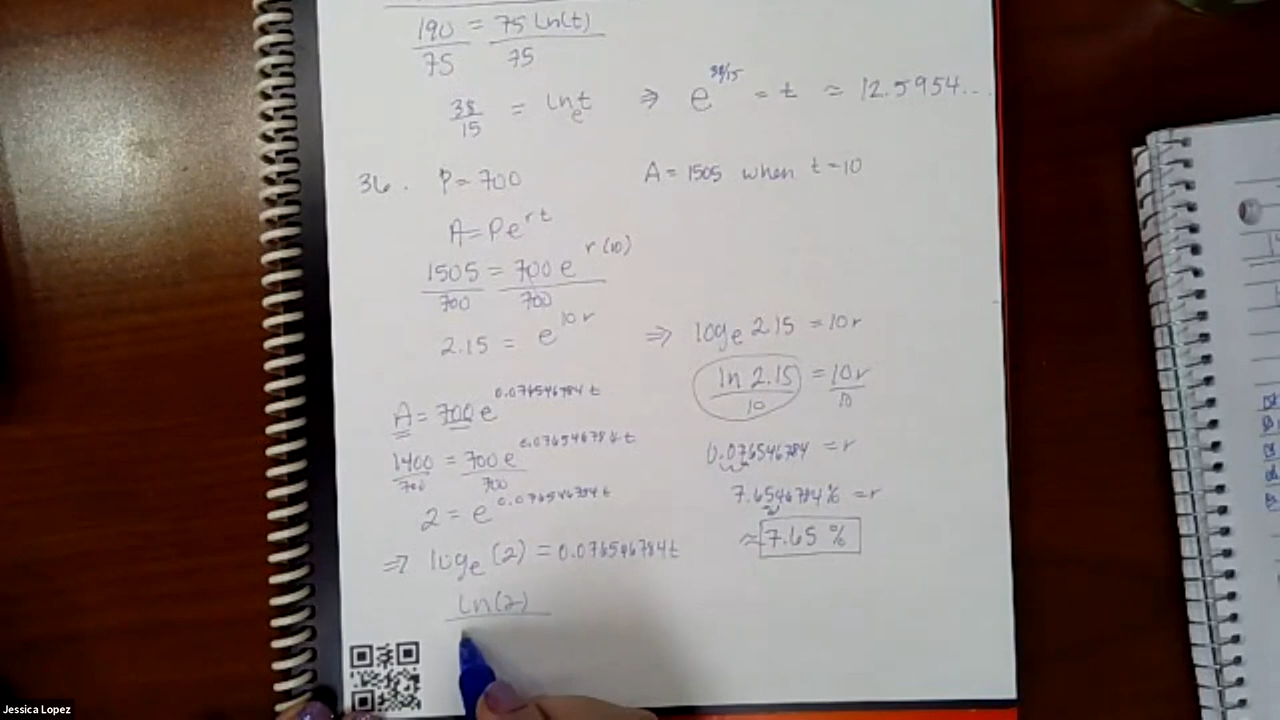 190 = 75 ln(t)
75 75
38/15 = ln_e t ⇒ e^38/15 = t ≈ 12.5954...
36. P = 700 A = 1505 when t = 10
A = Pe^rt
1505 = 700 e^r(10)
700 700
2.15 = e^10r ⇒ log_e 2.15 = 10r
ln 2.15 = 10r
10 10
A = 700 e^0.076546784 t
1400 = 700 e^0.076546784 t
700 700
0.076546784 = r
2 = e^0.076546784 t
7.6546784% = r
≈ 7.65 %
⇒ log_e (2) = 0.076546784 t
ln(2)
Jessica Lopez